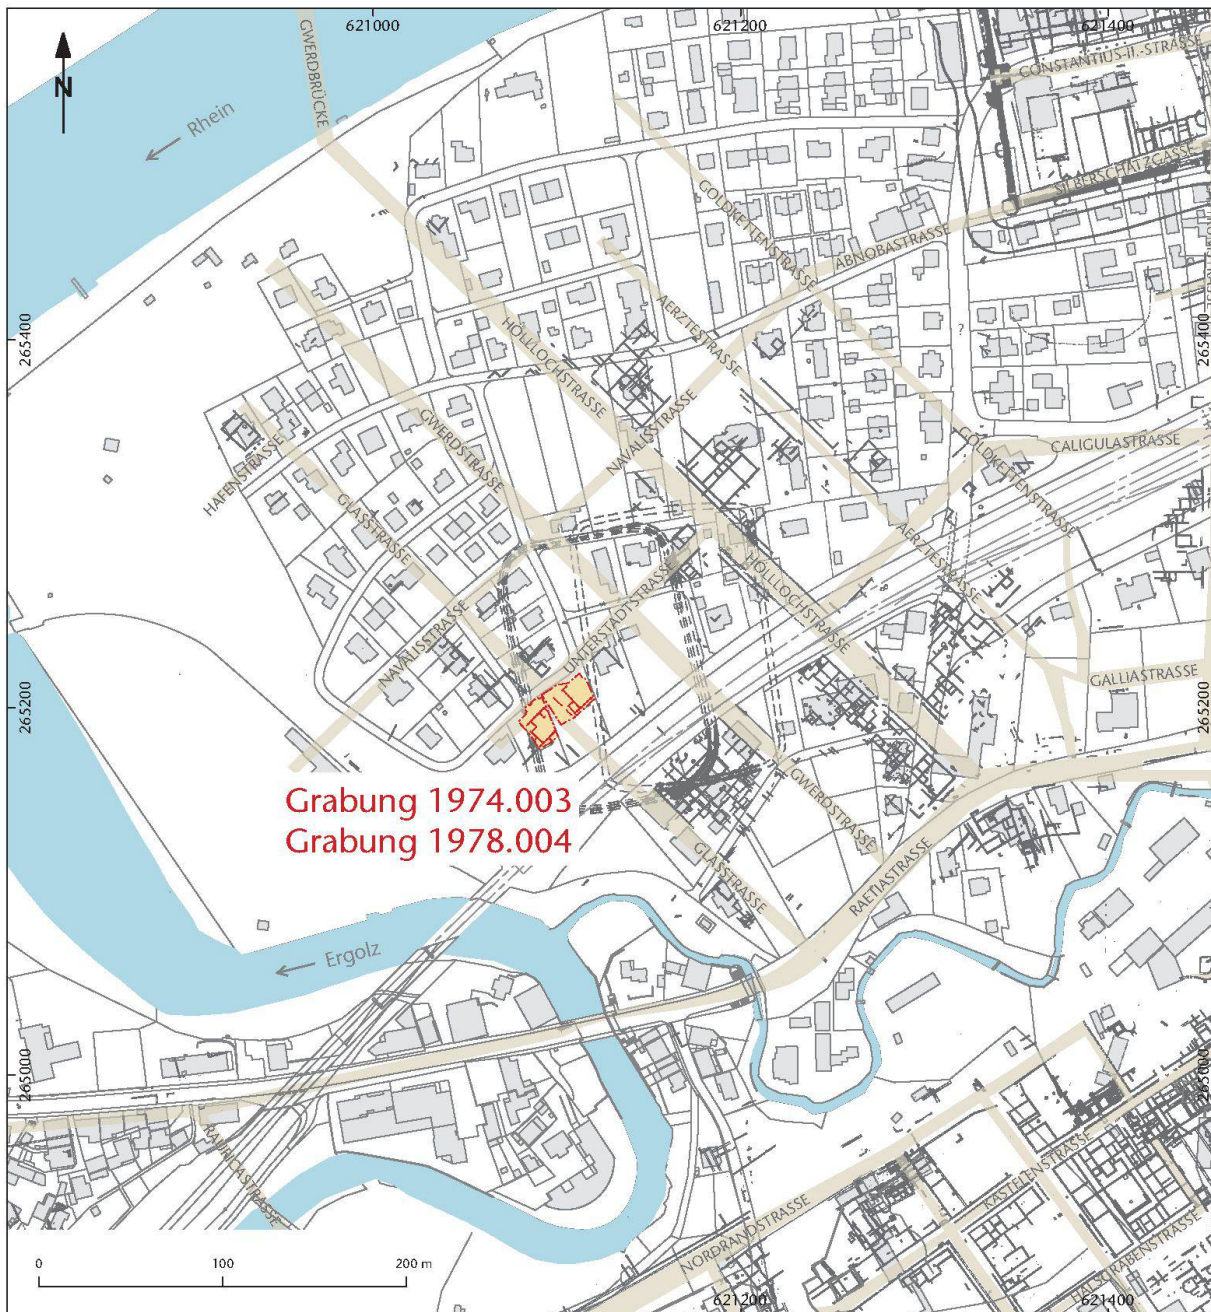 621000
621200
621400
N
GWERDBRÜCKE
Rhein
CONSTANTIUS-II.-STRASSE
SILBERSCHATZGASSE
GOLDKETTENSTRASSE
ABNOBASTRASSE
AERZTESTRASSE
265400
265400
?
HÖLLLOCHSTRASSE
GWERDSTRASSE
NAVALISSTRASSE
HAFENSTRASSE
GLASSTRASSE
GOLDKETTENSTRASSE
CALIGULASTRASSE
AERZTESTRASSE
HÖLLLOCHSTRASSE
UNTERSTADTSTRASSE
NAVALISSTRASSE
GALLIASTRASSE
265200
265200
Grabung 1974.003
Grabung 1978.004
GWERDSTRASSE
GLASSTRASSE
RAETIASTRASSE
Ergolz
265000
265000
RAURICASTRASSE
KASTELENSTRASSE
NORDRANDSTRASSE
HALSGRABENSTRASSE
0
100
200 m
621200
621400